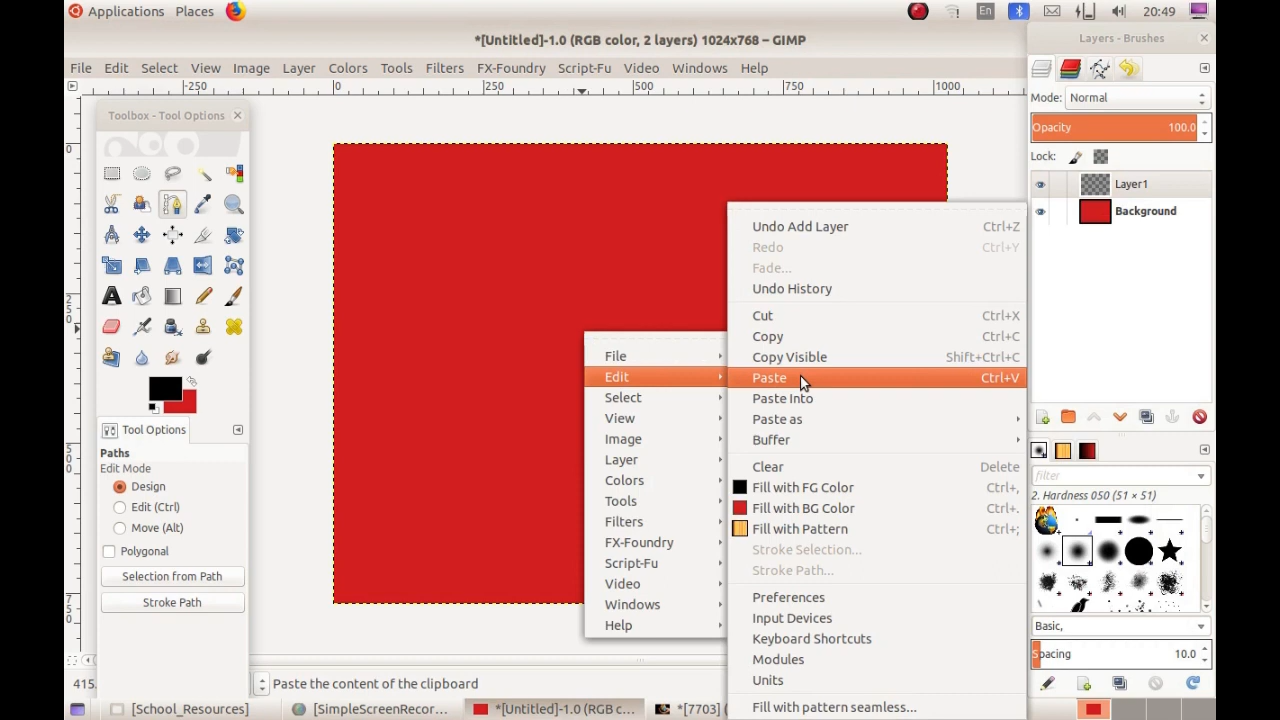 Applications Places En 20:49
*[Untitled]-1.0 (RGB color, 2 layers) 1024x768 – GIMP
Layers - Brushes
File Edit Select View Image Layer Colors Tools Filters FX-Foundry Script-Fu Video Windows Help
-250 0 250 500 750 1000
Mode: Normal
Opacity 100.0
Lock:
Layer1
Background
Toolbox - Tool Options
0
250
500
750
Tool Options
Paths
Edit Mode
Design
Edit (Ctrl)
Move (Alt)
Polygonal
Selection from Path
Stroke Path
File
Edit
Select
View
Image
Layer
Colors
Tools
Filters
FX-Foundry
Script-Fu
Video
Windows
Help
Undo Add Layer Ctrl+Z
Redo Ctrl+Y
Fade...
Undo History
Cut Ctrl+X
Copy Ctrl+C
Copy Visible Shift+Ctrl+C
Paste Ctrl+V
Paste Into
Paste as
Buffer
Clear Delete
Fill with FG Color Ctrl+,
Fill with BG Color Ctrl+.
Fill with Pattern Ctrl+;
Stroke Selection...
Stroke Path...
Preferences
Input Devices
Keyboard Shortcuts
Modules
Units
Fill with pattern seamless...
filter
2. Hardness 050 (51 × 51)
Basic,
Spacing 10.0
415. Paste the content of the clipboard
[School_Resources] [SimpleScreenRecor... *[Untitled]-1.0 (RGB c... *[7703]